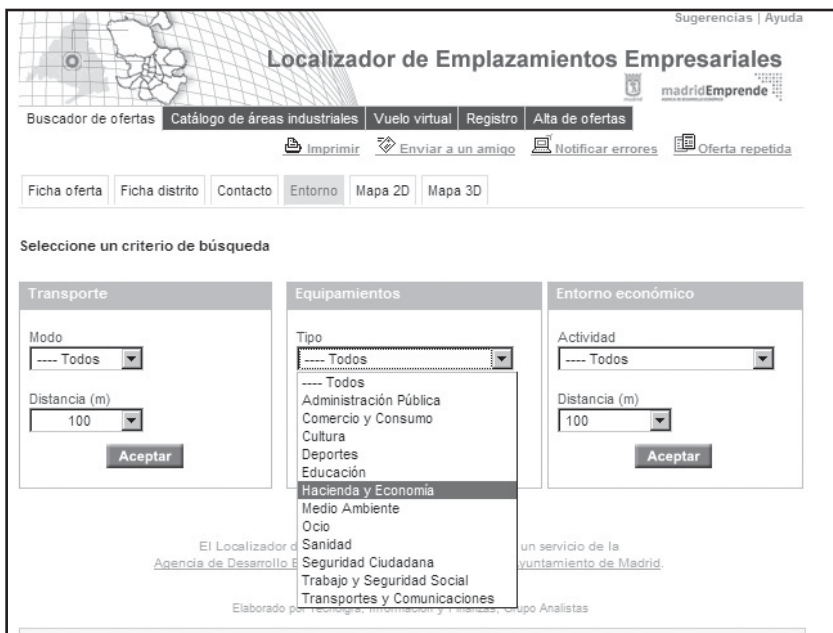 Sugerencias | Ayuda
Localizador de Emplazamientos Empresariales
madridEmprende
Buscador de ofertas Catálogo de áreas industriales Vuelo virtual Registro Alta de ofertas
Imprimir Enviar a un amigo Notificar errores Oferta repetida
Ficha oferta Ficha distrito Contacto Entorno Mapa 2D Mapa 3D
Seleccione un criterio de búsqueda
Transporte
Modo
---- Todos
Distancia (m)
100
Aceptar
Equipamientos
Tipo
---- Todos
---- Todos
Administración Pública
Comercio y Consumo
Cultura
Deportes
Educación
Hacienda y Economía
Medio Ambiente
Ocio
Sanidad
Seguridad Ciudadana
Trabajo y Seguridad Social
Transportes y Comunicaciones
Entorno económico
Actividad
---- Todos
Distancia (m)
100
Aceptar
El Localizador un servicio de la
Agencia de Desarrollo Ayuntamiento de Madrid.
Elaborado por Grupo Analistas